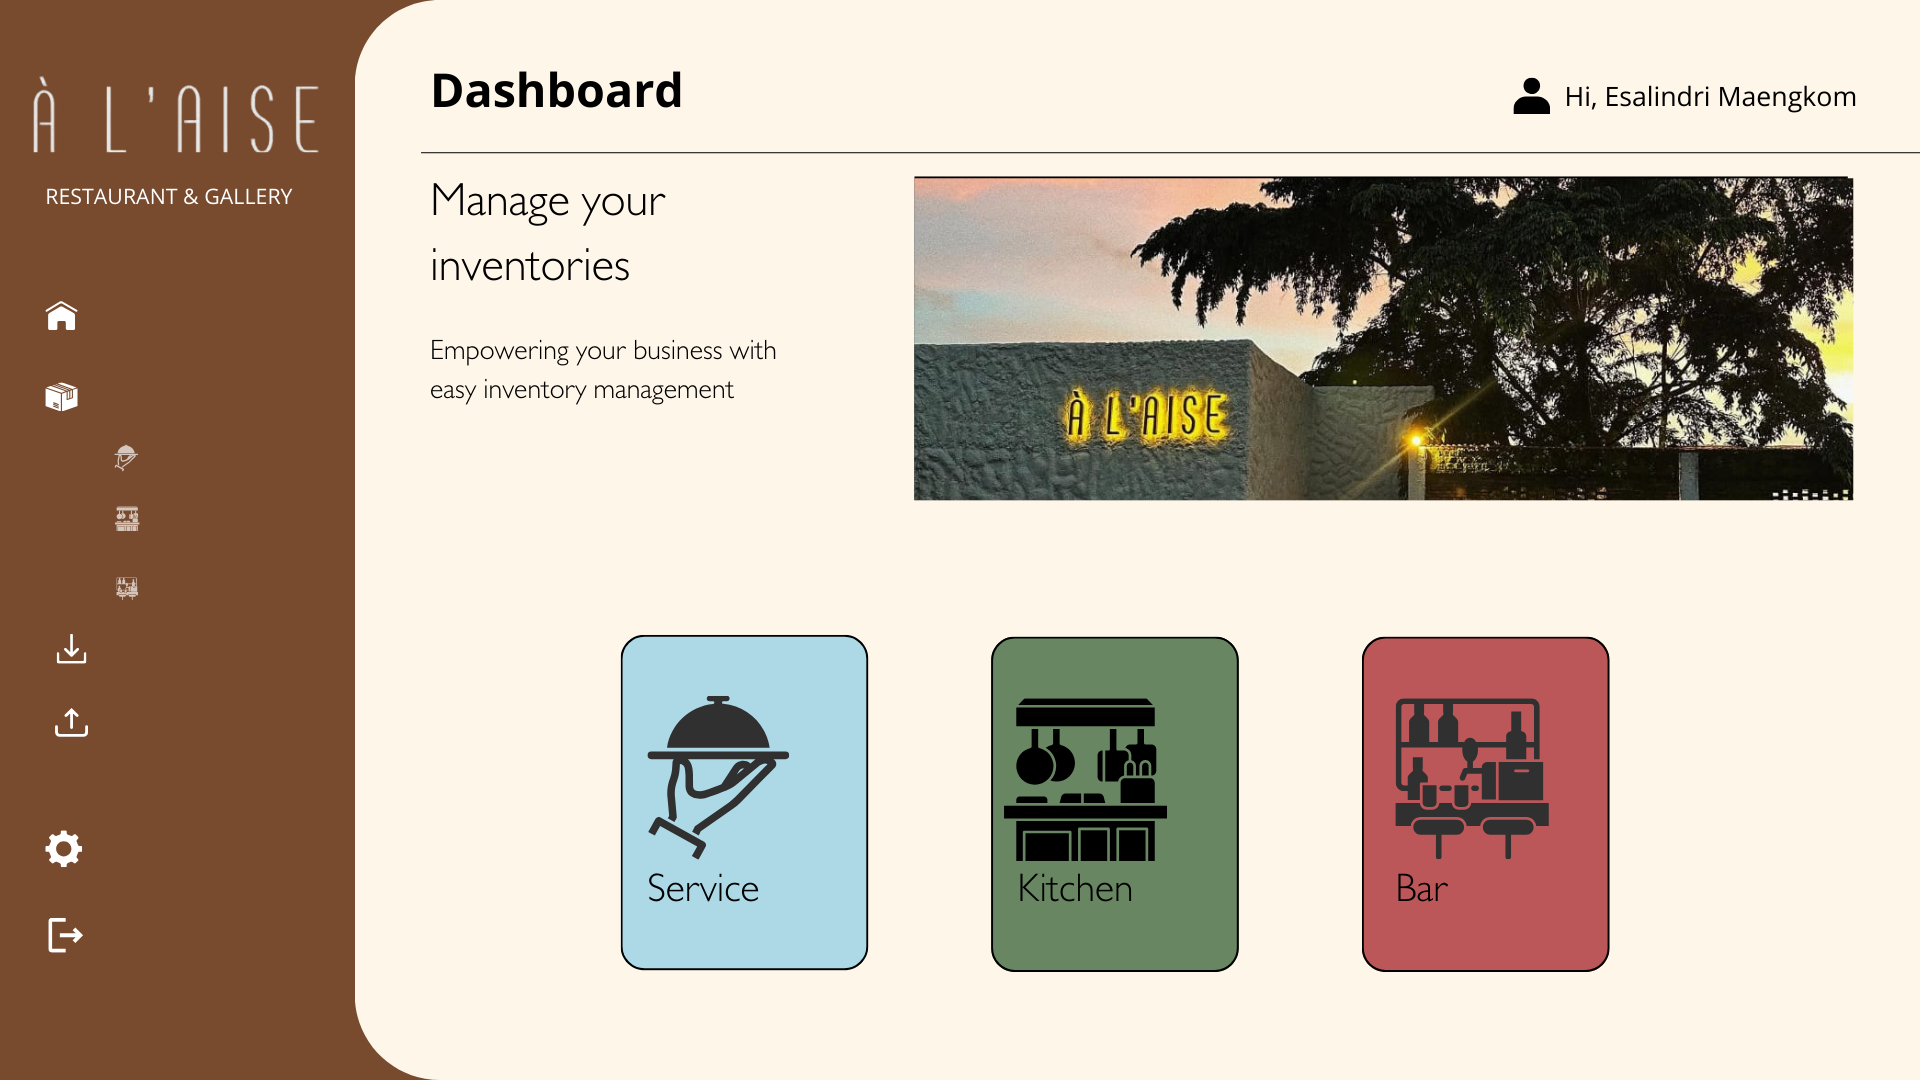 À L'AISE
RESTAURANT & GALLERY
Dashboard
Hi, Esalindri Maengkom
Manage your
inventories
Empowering your business with
easy inventory management
À L'AISE
Service
Kitchen
Bar